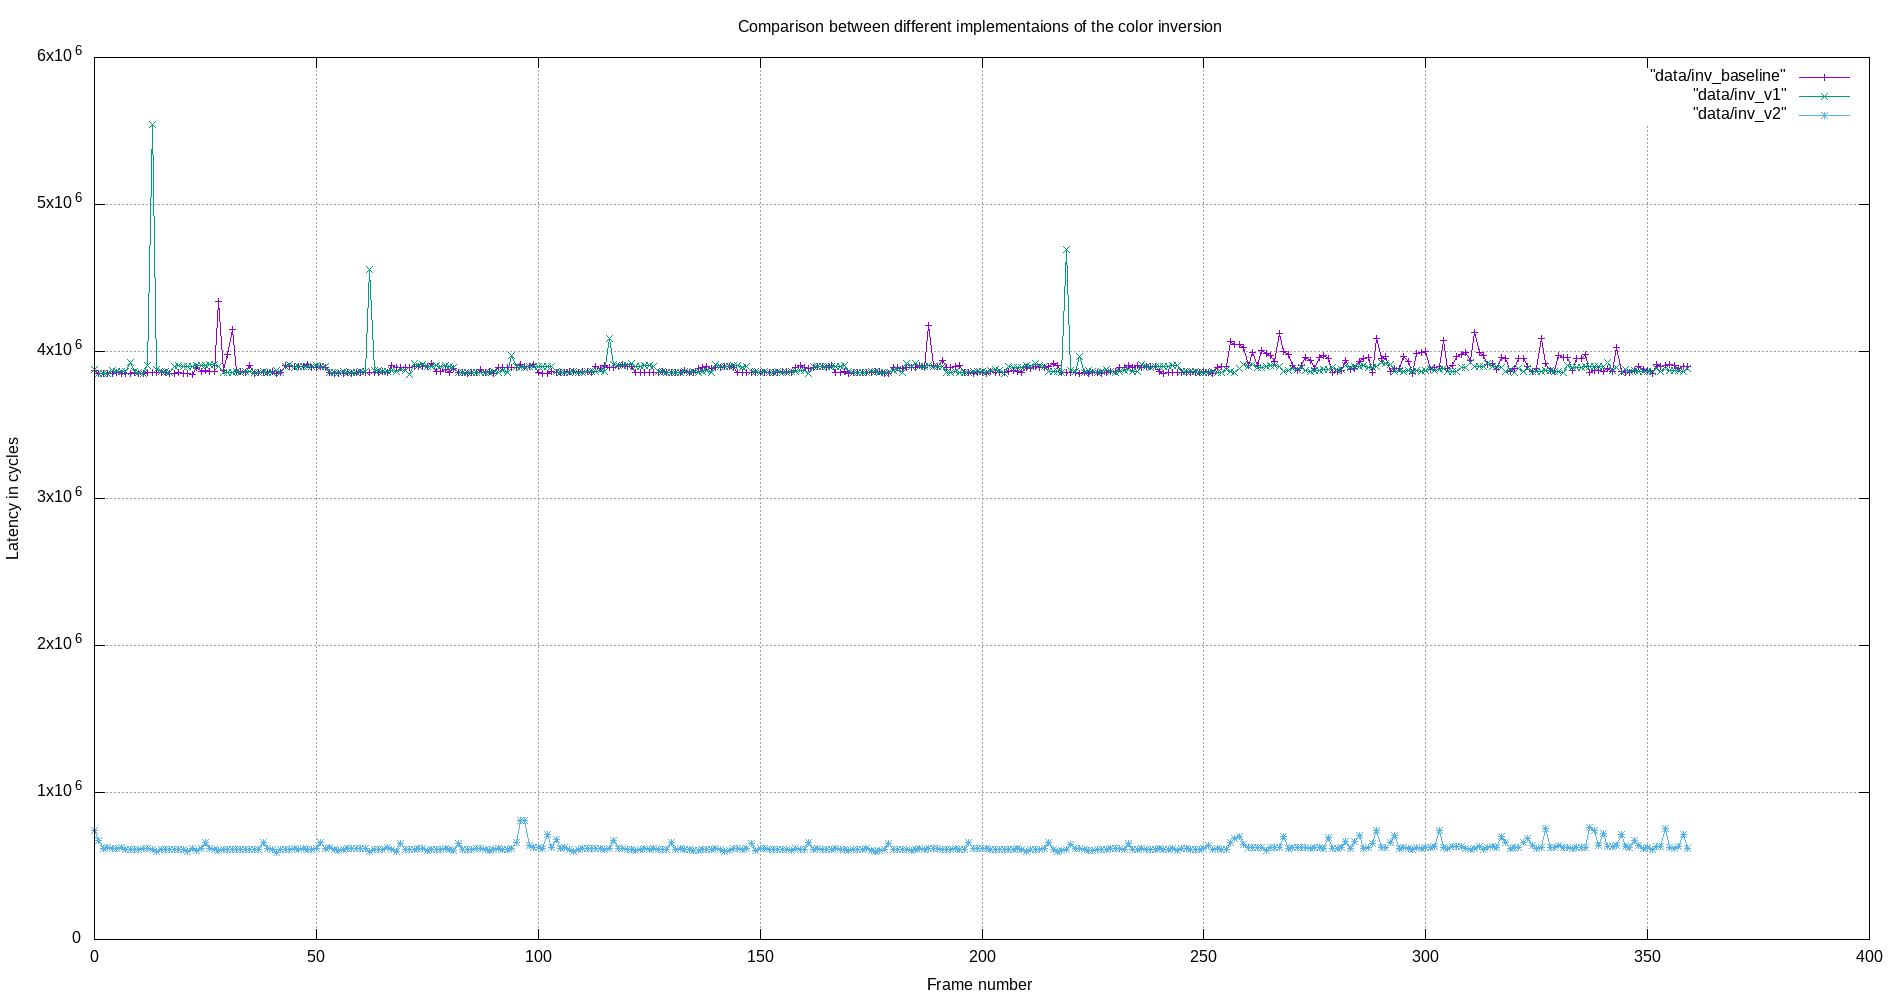 Comparison between different implementaions of the color inversion
6x10^6
5x10^6
4x10^6
3x10^6
2x10^6
1x10^6
0
Latency in cycles
"data/inv_baseline"
"data/inv_v1"
"data/inv_v2"
0 50 100 150 200 250 300 350 400
Frame number